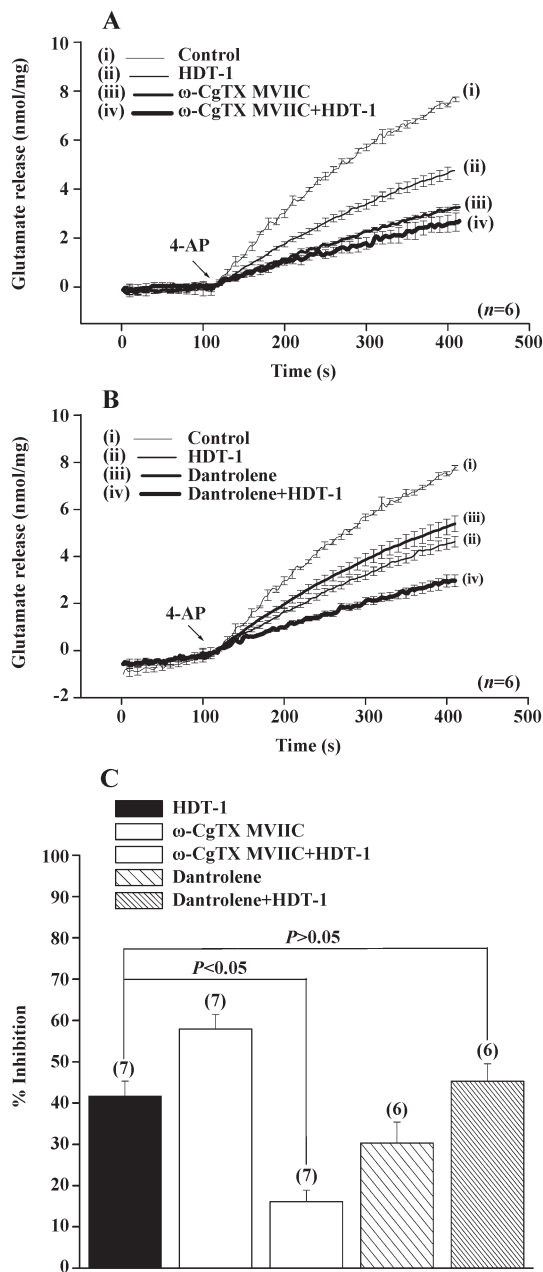 A
10
8
6
4
2
0
Glutamate release (nmol/mg)
(i) Control
(ii) HDT-1
(iii) ω-CgTX MVIIC
(iv) ω-CgTX MVIIC+HDT-1
(i)
(ii)
(iii)
(iv)
4-AP
(n=6)
0 100 200 300 400 500
Time (s)
B
10
8
6
4
2
0
-2
Glutamate release (nmol/mg)
(i) Control
(ii) HDT-1
(iii) Dantrolene
(iv) Dantrolene+HDT-1
(i)
(iii)
(ii)
(iv)
4-AP
(n=6)
0 100 200 300 400 500
Time (s)
C
HDT-1
ω-CgTX MVIIC
ω-CgTX MVIIC+HDT-1
Dantrolene
Dantrolene+HDT-1
100
90
80
70
60
50
40
30
20
10
0
% Inhibition
P>0.05
P<0.05
(7)
(7)
(7)
(6)
(6)